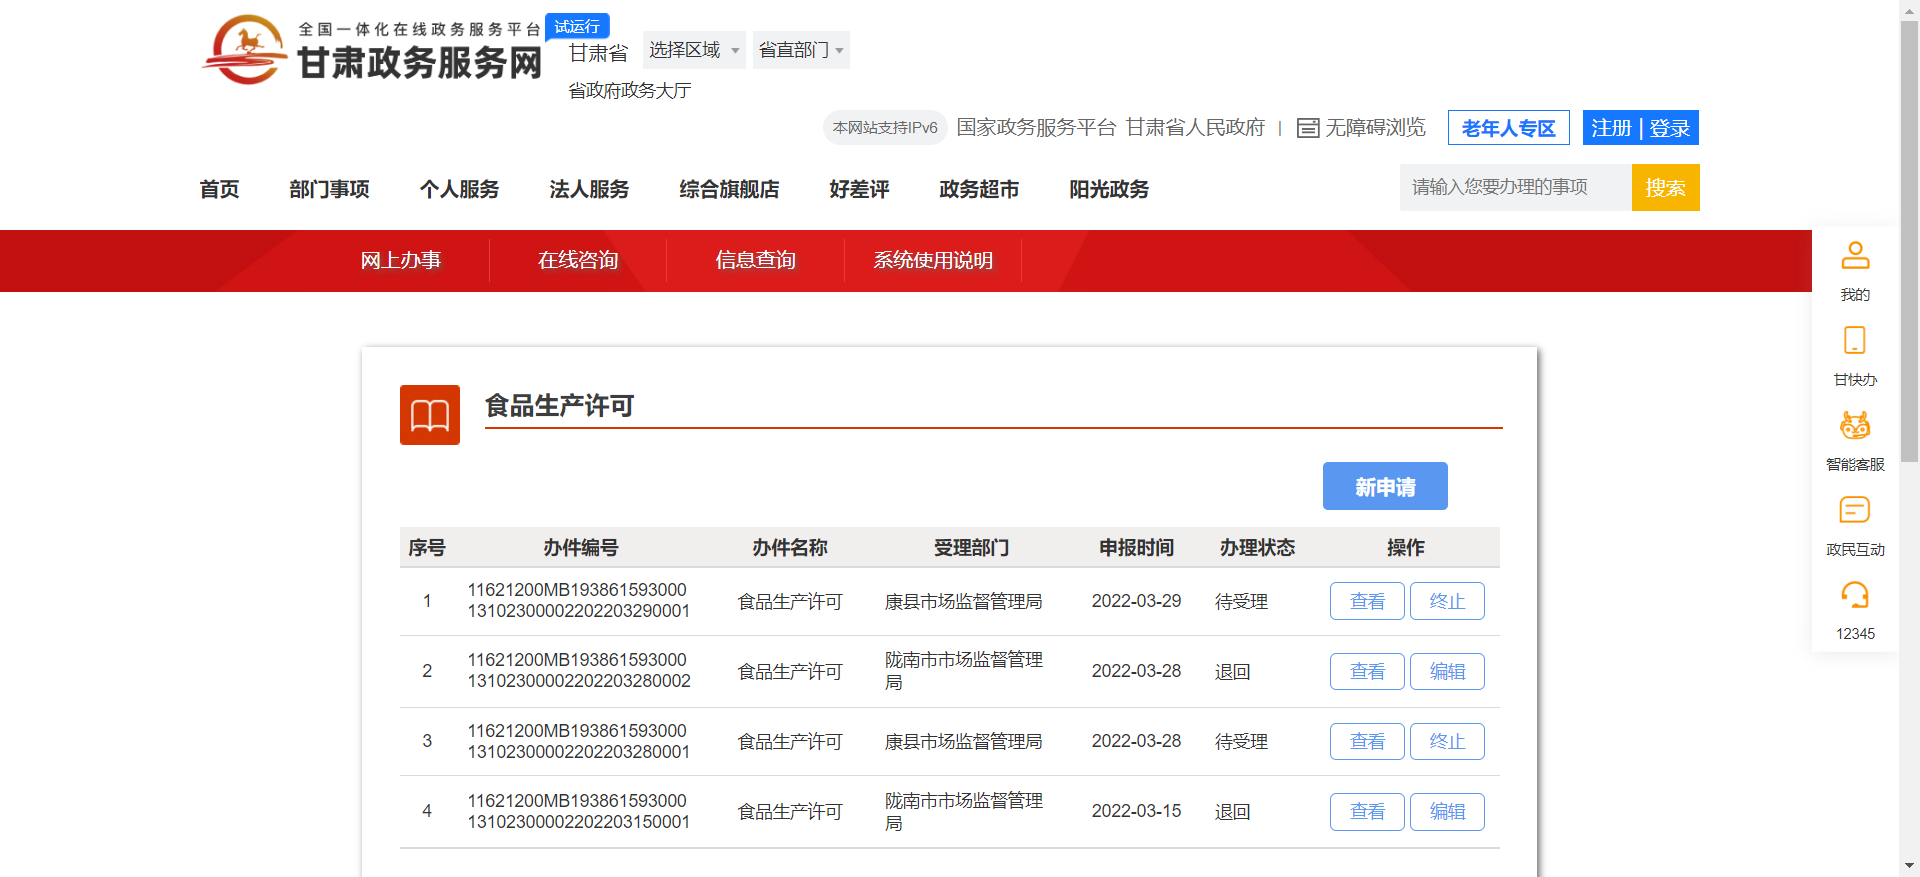 全国一体化在线政务服务平台
甘肃政务服务网
试运行
甘肃省 选择区域 省直部门
省政府政务大厅
本网站支持IPv6 国家政务服务平台 甘肃省人民政府 | 无障碍浏览 老年人专区 注册 | 登录
首页 部门事项 个人服务 法人服务 综合旗舰店 好差评 政务超市 阳光政务
请输入您要办理的事项 搜索
网上办事 在线咨询 信息查询 系统使用说明
食品生产许可
新申请
序号 办件编号 办件名称 受理部门 申报时间 办理状态 操作
1 11621200MB193861593000 食品生产许可 康县市场监督管理局 2022-03-29 待受理 查看 终止
13102300002202203290001
2 11621200MB193861593000 食品生产许可 陇南市市场监督管理 2022-03-28 退回 查看 编辑
13102300002202203280002 局
3 11621200MB193861593000 食品生产许可 康县市场监督管理局 2022-03-28 待受理 查看 终止
13102300002202203280001
4 11621200MB193861593000 食品生产许可 陇南市市场监督管理 2022-03-15 退回 查看 编辑
13102300002202203150001 局
我的
甘快办
智能客服
政民互动
12345